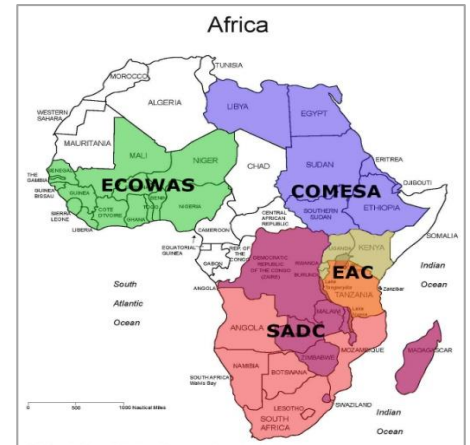 Africa
TUNISIA
MOROCCO
ALGERIA
LIBYA
EGYPT
WESTERN
SAHARA
MAURITANIA
MALI
NIGER
CHAD
SUDAN
ERITREA
THE
GAMBIA
SENEGAL
ECOWAS
COMESA
DJIBOUTI
GUINEA
BISSAU
GUINEA
SIERRA
LEONE
COTE
D'IVOIRE
GHANA
TOGO
NIGERIA
LIBERIA
CENTRAL
AFRICAN
REPUBLIC
SOUTHERN
SUDAN
ETHIOPIA
SOMALIA
CAMEROON
EQUATORIAL
GUINEA
GABON
REP. OF
THE
CONGO
DEMOCRATIC
REPUBLIC
OF THE CONGO
(ZAIRE)
UGANDA
KENYA
RWANDA
BURUNDI
EAC
TANZANIA
Zanzibar
Indian
Ocean
South
Atlantic
Ocean
ANGOLA
ANGOLA
SADC
MALAWI
ZIMBABWE
MOZAMBIQUE
MADAGASCAR
NAMIBIA
BOTSWANA
SOUTH AFRICA
Walvis Bay
SWAZILAND
LESOTHO
SOUTH
AFRICA
Indian
Ocean
0
500
1000 Nautical Miles